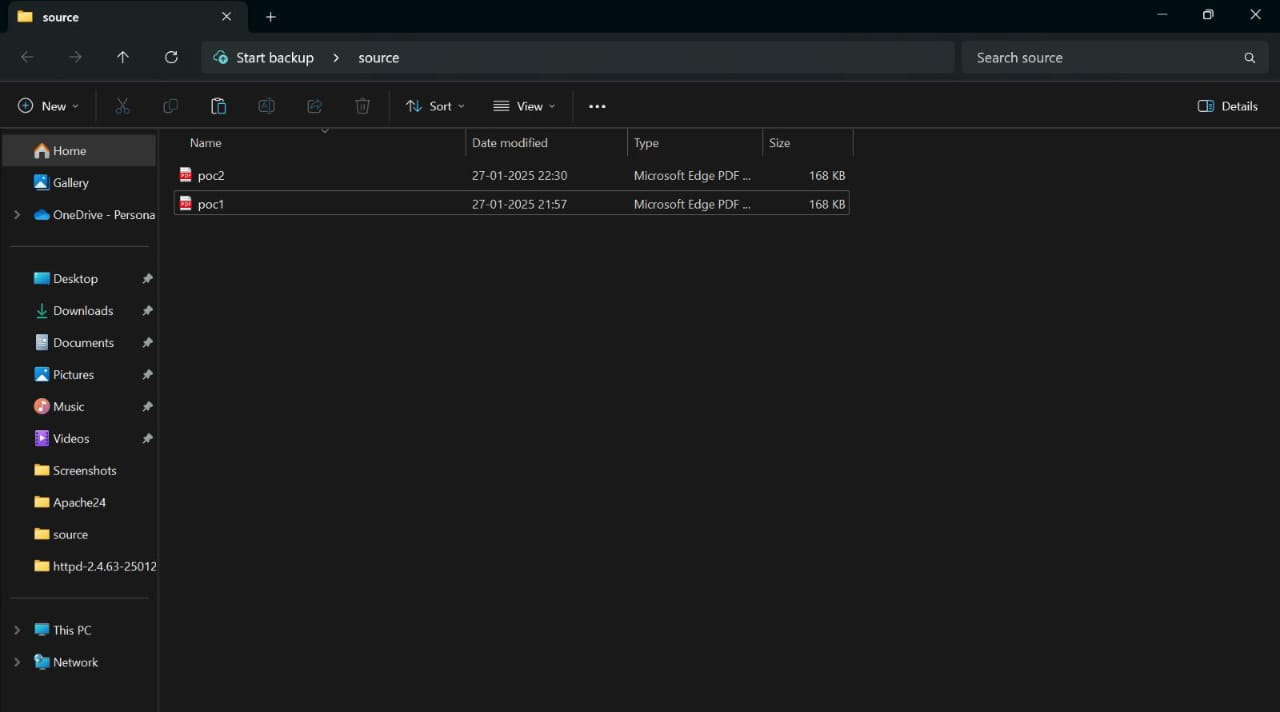 source
Start backup > source
Search source
New
Sort
View
Details
Home
Gallery
OneDrive - Persona
Desktop
Downloads
Documents
Pictures
Music
Videos
Screenshots
Apache24
source
httpd-2.4.63-25012
This PC
Network
Name Date modified Type Size
poc2 27-01-2025 22:30 Microsoft Edge PDF ... 168 KB
poc1 27-01-2025 21:57 Microsoft Edge PDF ... 168 KB